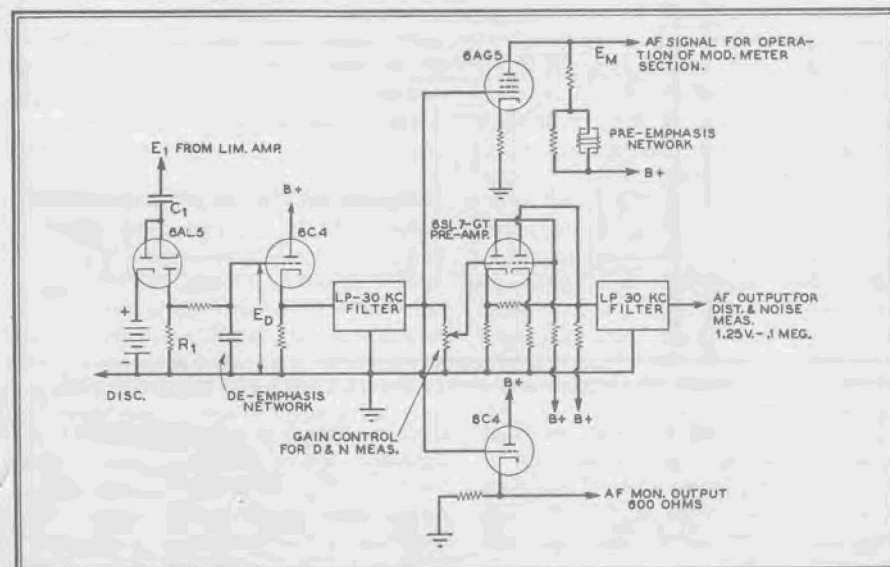 6AG5
E_M
AF SIGNAL FOR OPERA-
TION OF MOD. METER
SECTION.
PRE-EMPHASIS
NETWORK
B+
E₁ FROM LIM. AMP.
C₁
6AL5
B+
6C4
6SL7-GT
PRE-AMP.
E_D
LP-30 KC
FILTER
LP 30 KC
FILTER
AF OUTPUT FOR
DIST. & NOISE
MEAS.
1.25V.-.1 MEG.
+
-
R₁
DISC.
DE-EMPHASIS
NETWORK
GAIN CONTROL
FOR D & N MEAS.
B+
B+ B+
6C4
AF MON. OUTPUT
600 OHMS